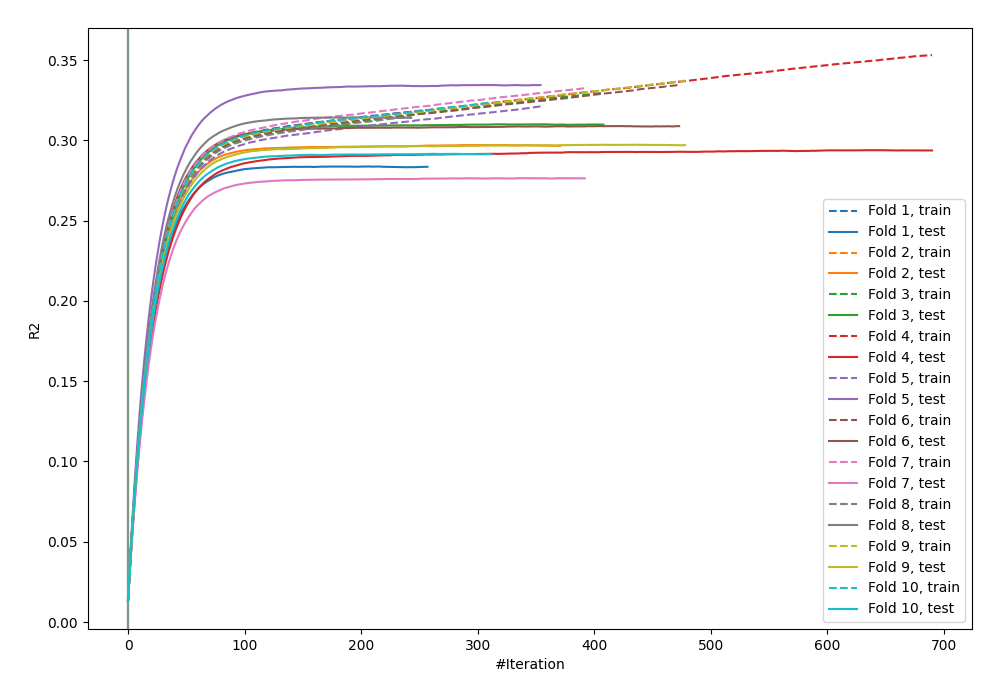 0.35
0.30
0.25
0.20
0.15
0.10
0.05
0.00
R2
0
100
200
300
400
500
600
700
#Iteration
Fold 1, train
Fold 1, test
Fold 2, train
Fold 2, test
Fold 3, train
Fold 3, test
Fold 4, train
Fold 4, test
Fold 5, train
Fold 5, test
Fold 6, train
Fold 6, test
Fold 7, train
Fold 7, test
Fold 8, train
Fold 8, test
Fold 9, train
Fold 9, test
Fold 10, train
Fold 10, test